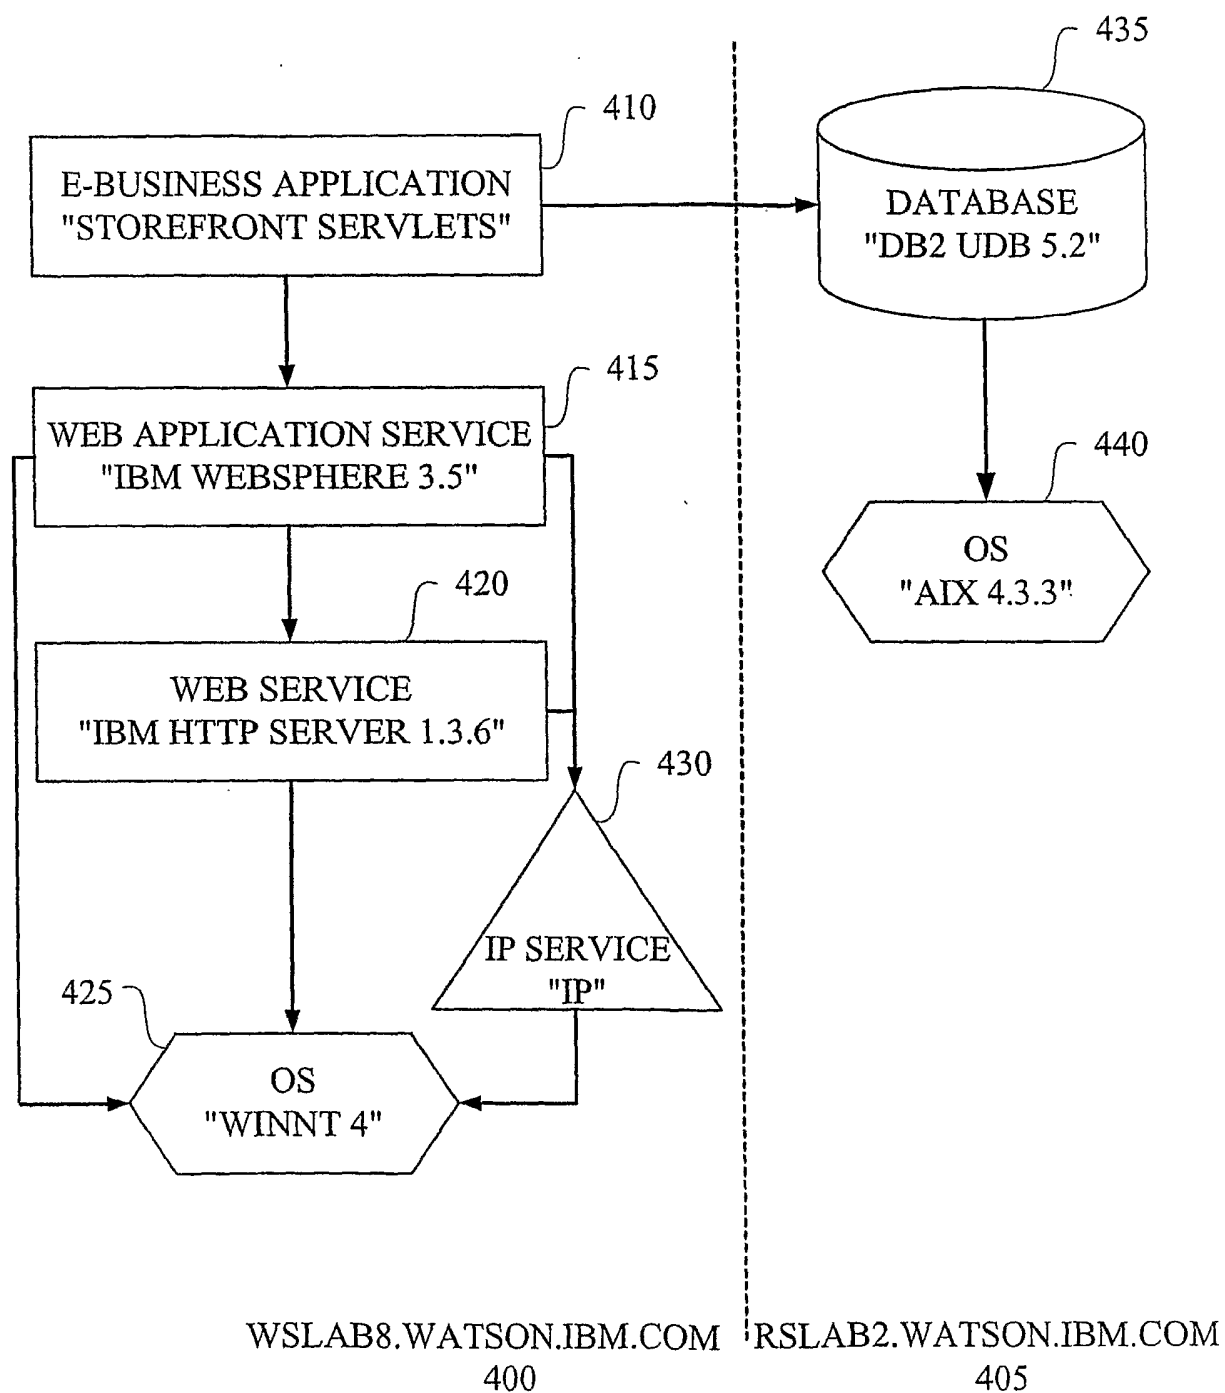 435
410
E-BUSINESS APPLICATION
"STOREFRONT SERVLETS"
DATABASE
"DB2 UDB 5.2"
415
WEB APPLICATION SERVICE
"IBM WEBSPHERE 3.5"
440
OS
"AIX 4.3.3"
420
WEB SERVICE
"IBM HTTP SERVER 1.3.6"
430
IP SERVICE
"IP"
425
OS
"WINNT 4"
WSLAB8.WATSON.IBM.COM
400
RSLAB2.WATSON.IBM.COM
405